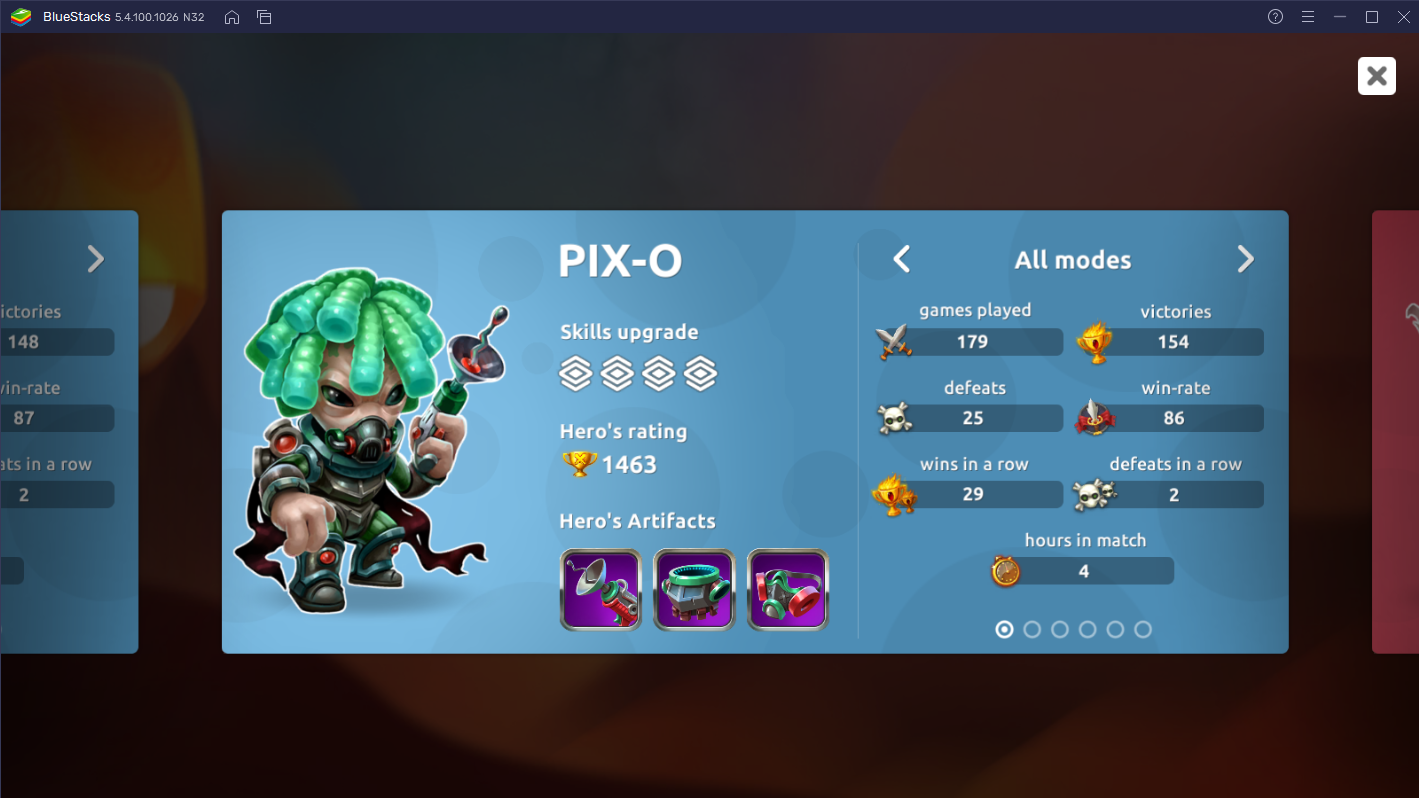 BlueStacks 5.4.100.1026 N32
ictories
148
in-rate
87
ats in a row
2
PIX-O
Skills upgrade
Hero's rating
1463
Hero's Artifacts
All modes
games played
179
victories
154
defeats
25
win-rate
86
wins in a row
29
defeats in a row
2
hours in match
4